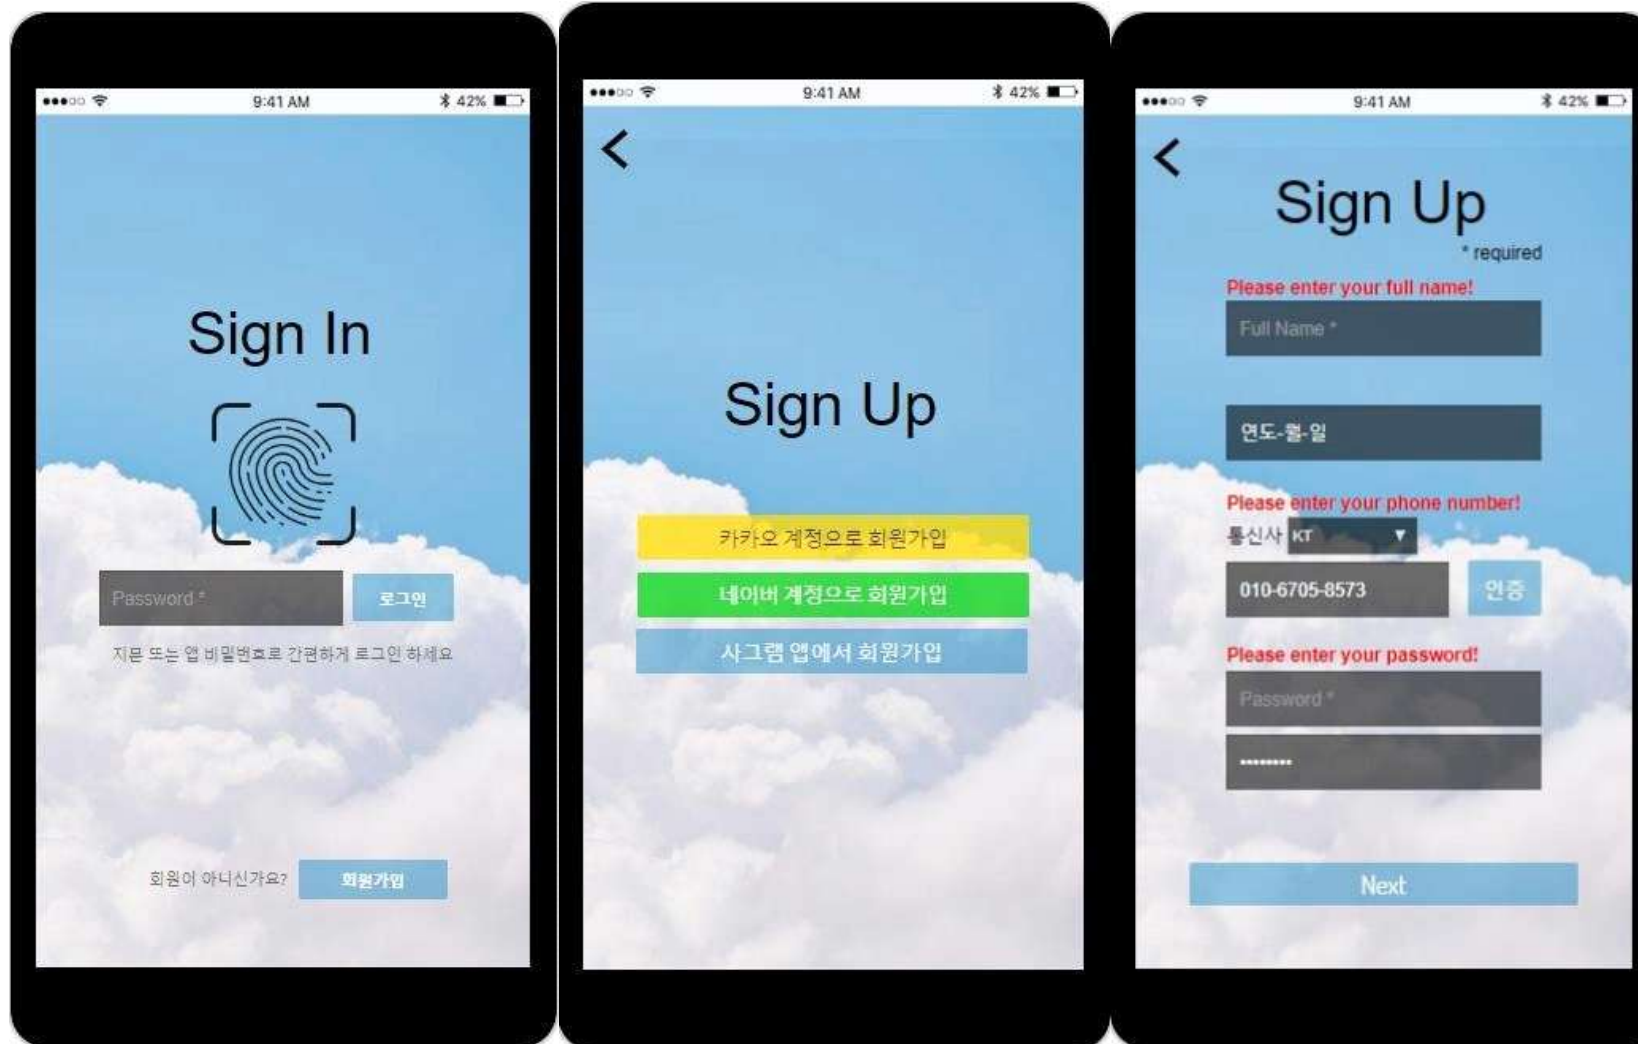 9:41 AM
42%
Sign In
Password *
로그인
지문 또는 앱 비밀번호로 간편하게 로그인 하세요
회원이 아니신가요?
회원가입
9:41 AM
42%
Sign Up
카카오 계정으로 회원가입
네이버 계정으로 회원가입
사그램 앱에서 회원가입
9:41 AM
42%
Sign Up
* required
Please enter your full name!
Full Name *
연도-월-일
Please enter your phone number!
통신사 KT
010-6705-8573
인증
Please enter your password!
Password *
Next